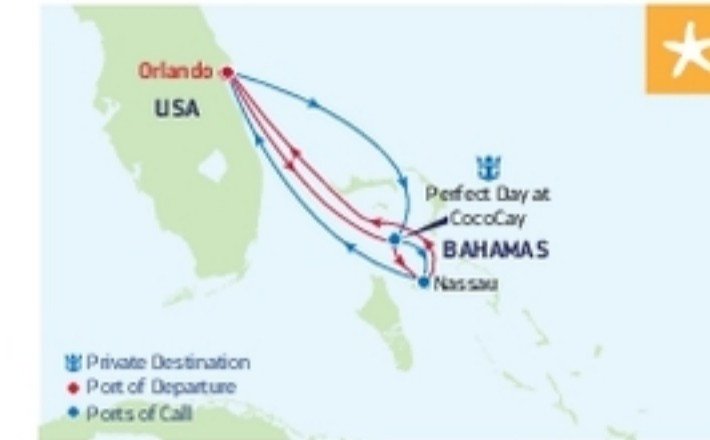 Orlando
USA
Perfect Day at
CocoCay
BAHAMAS
Nassau
Private Destination
Port of Departure
Ports of Call